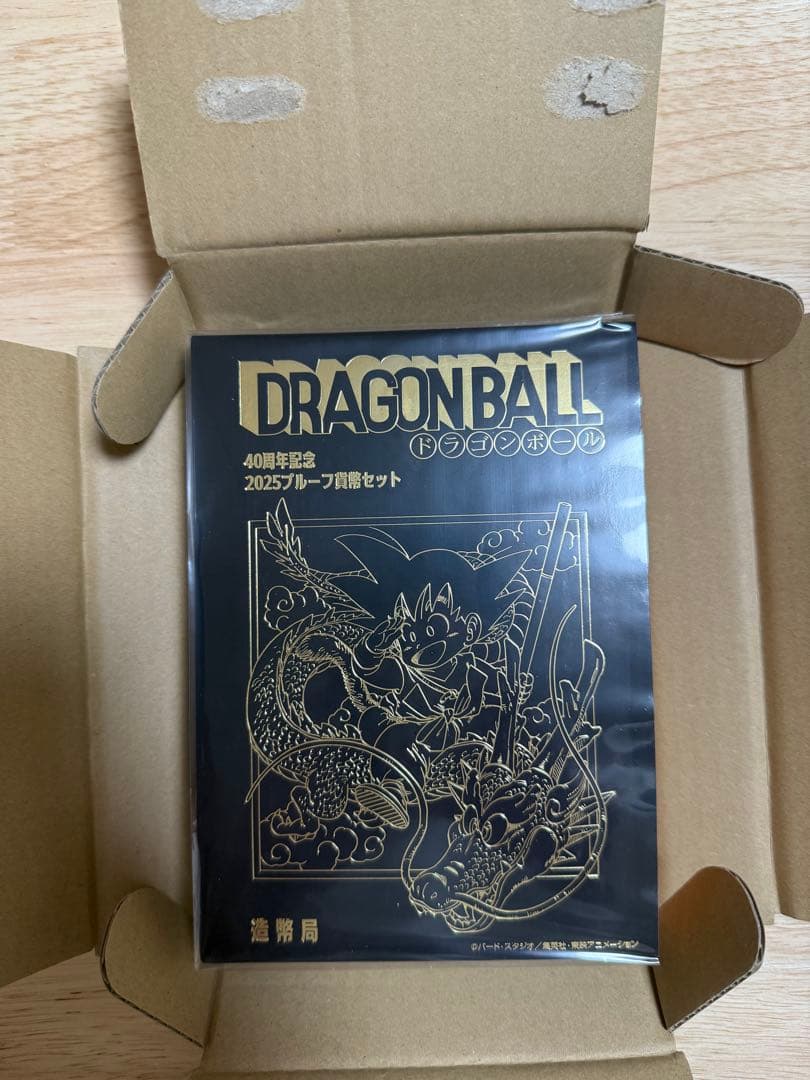 DRAGON BALL
ドラゴンボール
40周年記念
2025プルーフ貨幣セット
造幣局
©バード・スタジオ／集英社・東映アニメーション